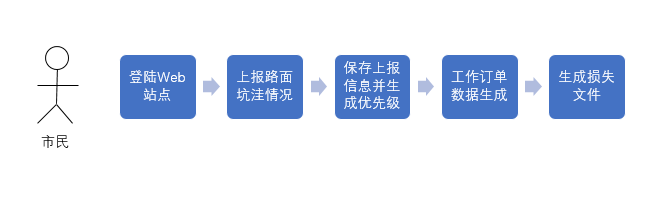 登陆Web
站点
上报路面
坑洼情况
保存上报
信息并生
成优先级
工作订单
数据生成
生成损失
文件
市民